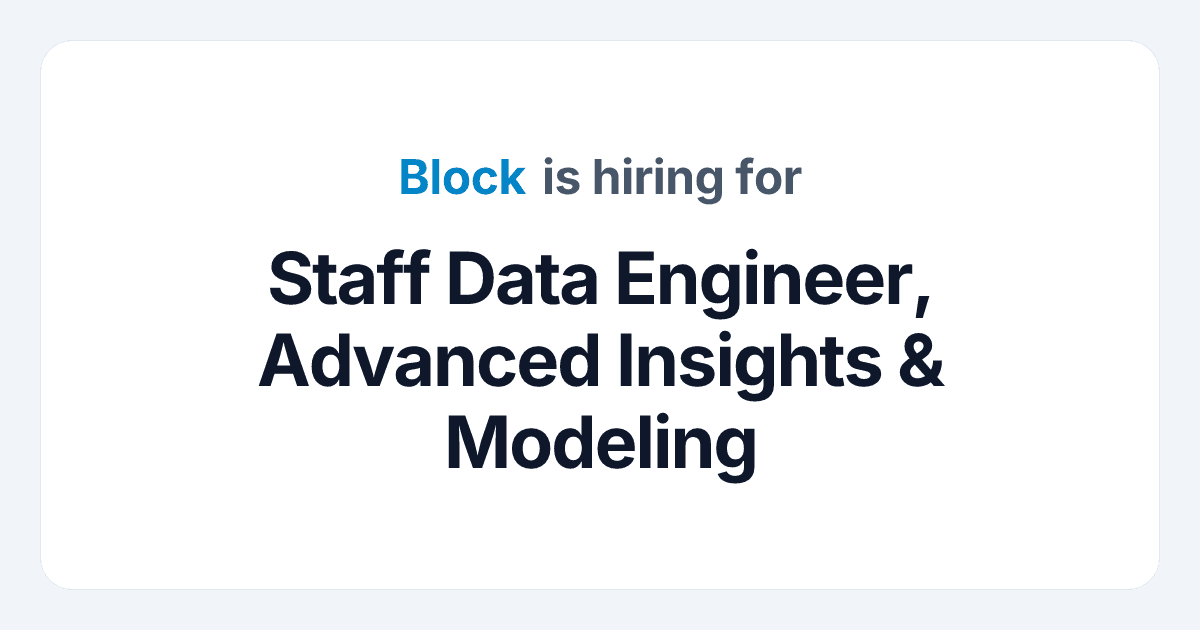 Block is hiring for
Staff Data Engineer,
Advanced Insights &
Modeling